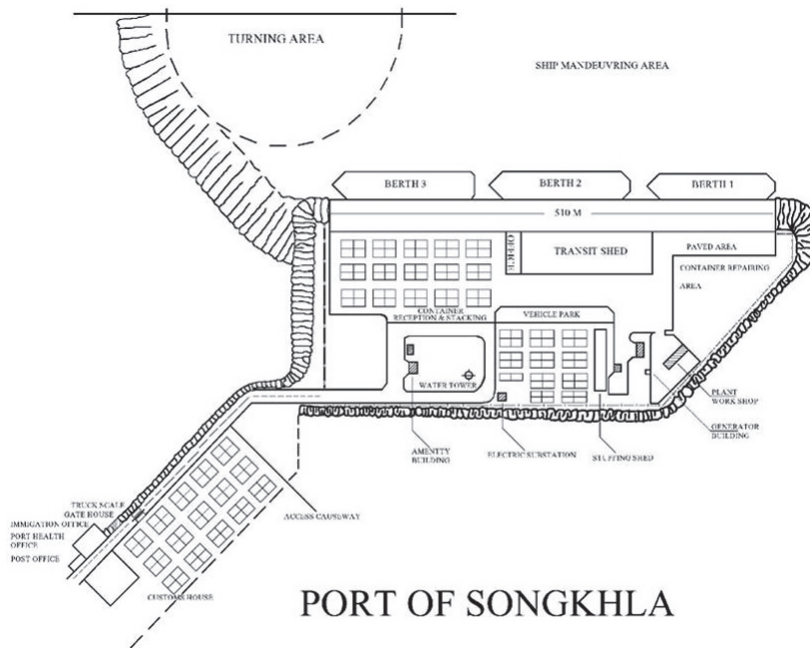 TURNING AREA
SHIP MANDEUVRING AREA
BERTH 3
BERTH 2
BERTH 1
510 M
OFFICE
TRANSIT SHED
PAVED AREA
CONTAINER REPAIRING
AREA
CONTAINER
RECEPTION & STACKING
VEHICLE PARK
WATER TOWER
PLANT
WORK SHOP
GENERATOR
BUILDING
AMENITY
BUILDING
ELECTRIC SUBSTATION
STUFFING SHED
ACCESS CAUSEWAY
TRUCK SCALE
GATE HOUSE
IMMIGATION OFFICE
PORT HEALTH
OFFICE
POST OFFICE
CUSTOMS HOUSE
PORT OF SONGKHLA